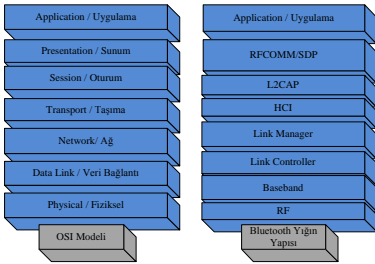 Application / Uygulama
Presentation / Sunum
Session / Oturum
Transport / Taşıma
Network/ Ağ
Data Link / Veri Bağlantı
Physical / Fiziksel
OSI Modeli
Application / Uygulama
RFCOMM/SDP
L2CAP
HCI
Link Manager
Link Controller
Baseband
RF
Bluetooth Yığın
Yapısı